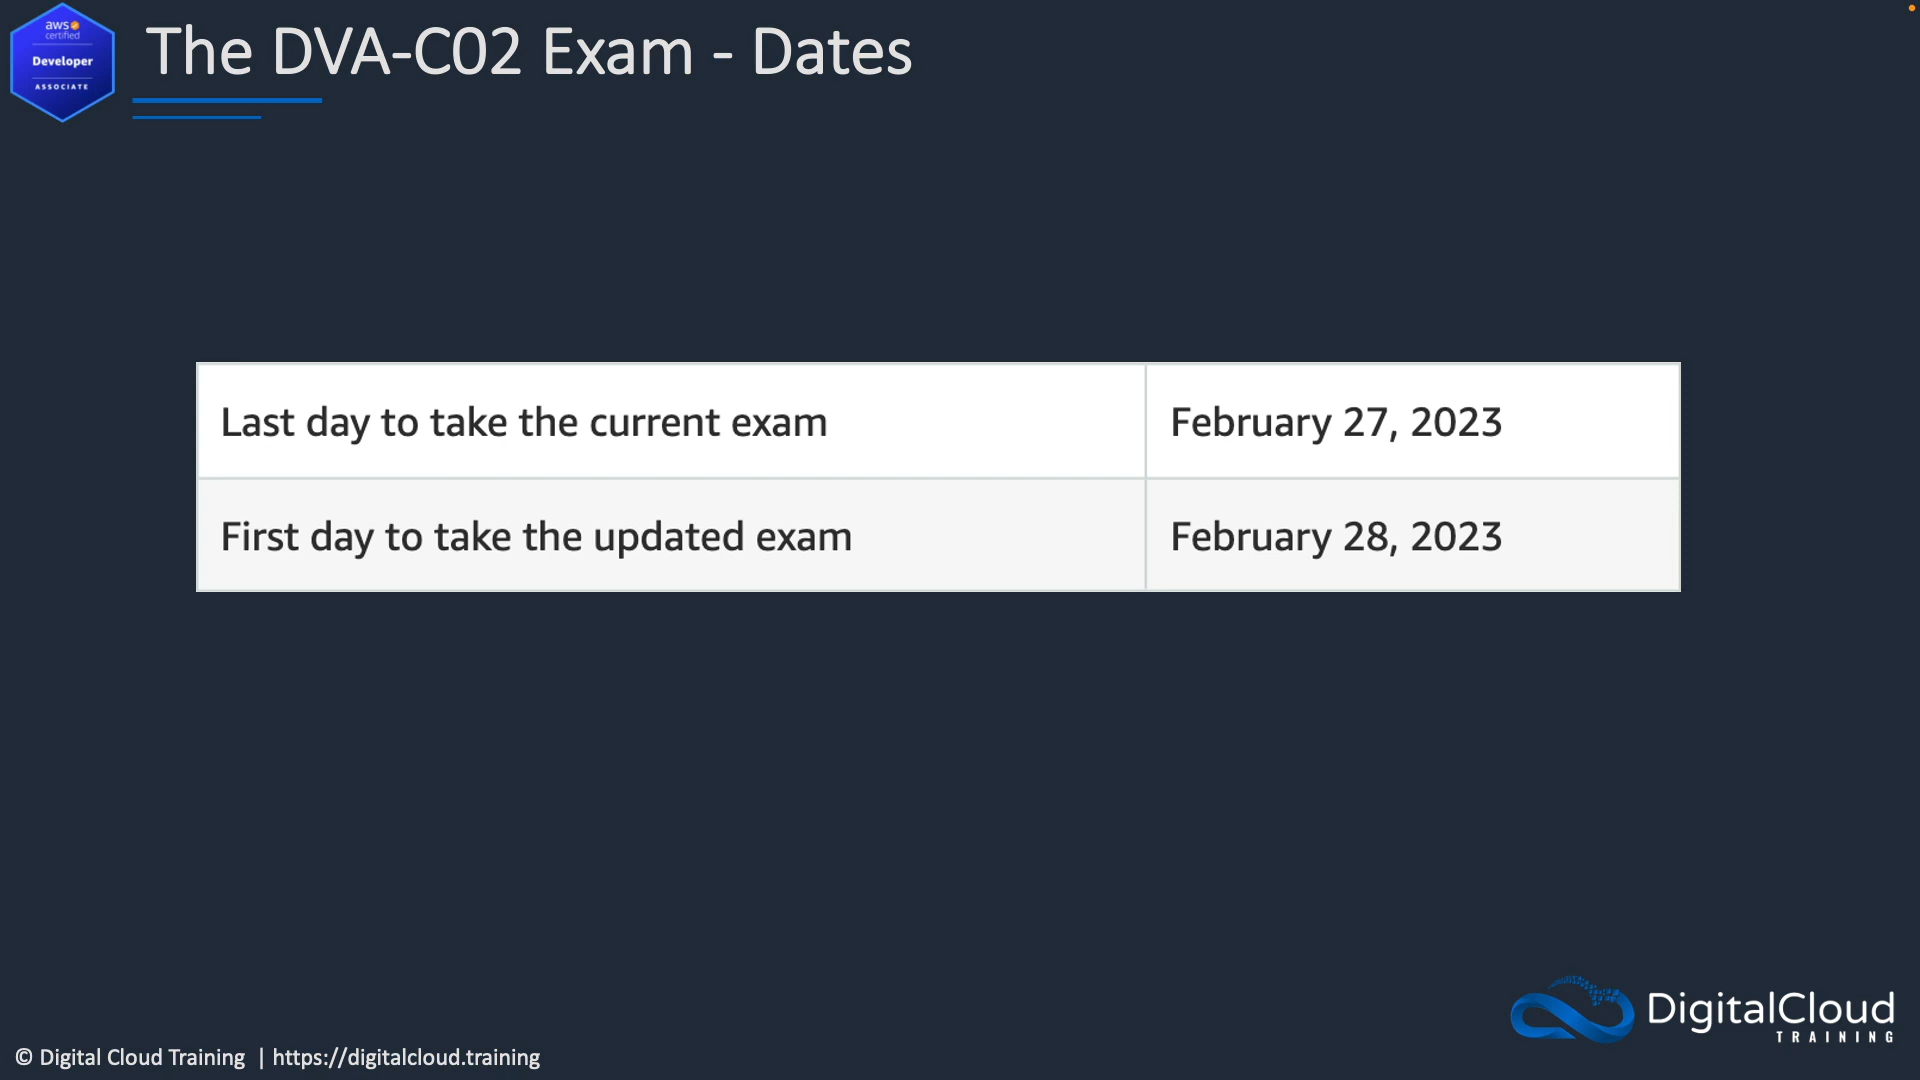 aws
certified
Developer
ASSOCIATE
The DVA-C02 Exam - Dates
Last day to take the current exam February 27, 2023
First day to take the updated exam February 28, 2023
DigitalCloud
TRAINING
© Digital Cloud Training | https://digitalcloud.training